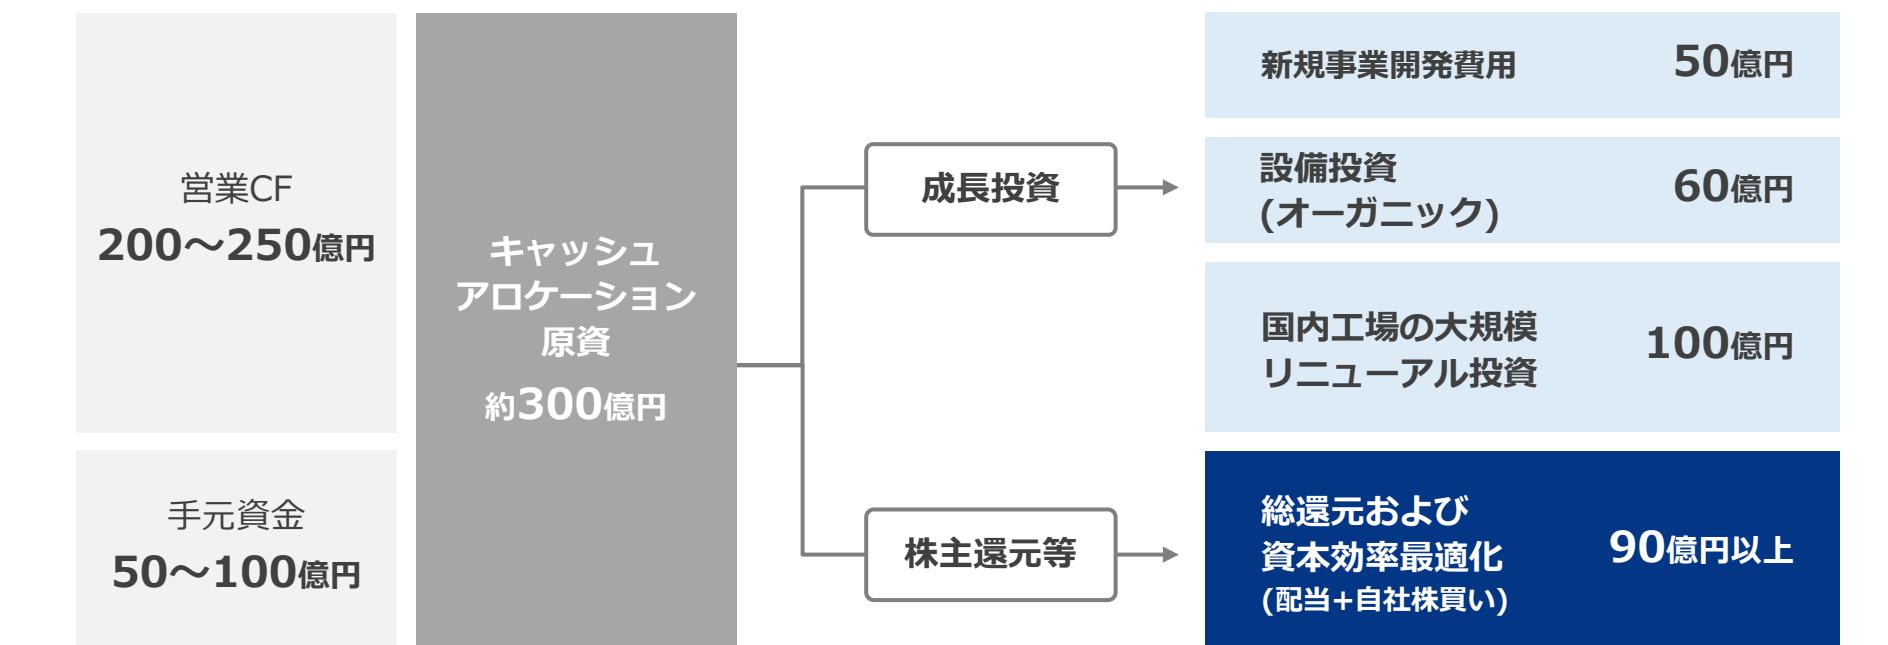 営業CF
200～250億円
手元資金
50～100億円
キャッシュ
アロケーション
原資
約300億円
成長投資
株主還元等
新規事業開発費用 50億円
設備投資
(オーガニック)
60億円
国内工場の大規模
リニューアル投資
100億円
総還元および
資本効率最適化
(配当+自社株買い)
90億円以上